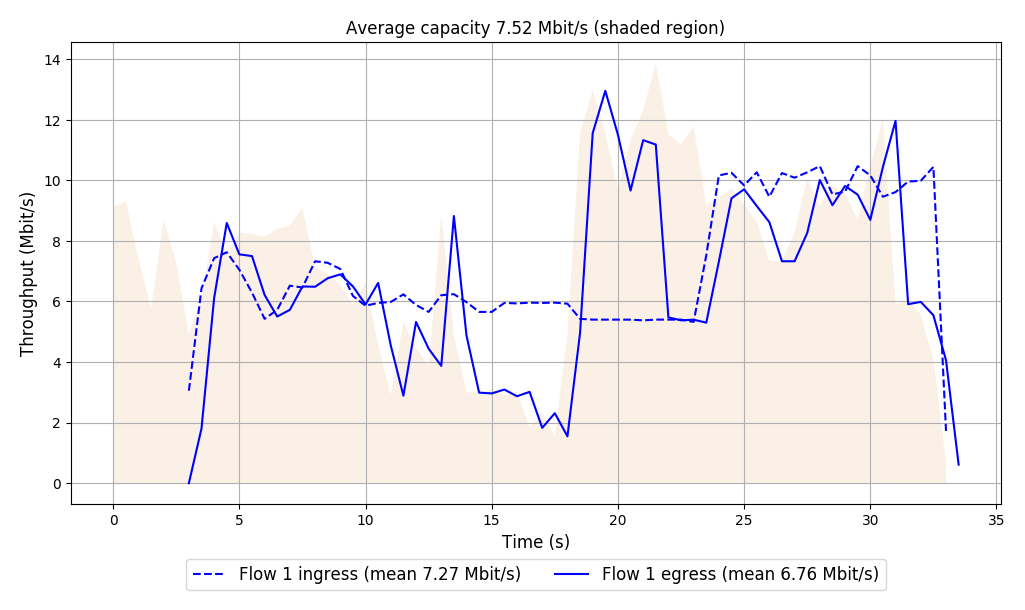 Average capacity 7.52 Mbit/s (shaded region)
Throughput (Mbit/s)
14
12
10
8
6
4
2
0
0 5 10 15 20 25 30 35
Time (s)
Flow 1 ingress (mean 7.27 Mbit/s) Flow 1 egress (mean 6.76 Mbit/s)